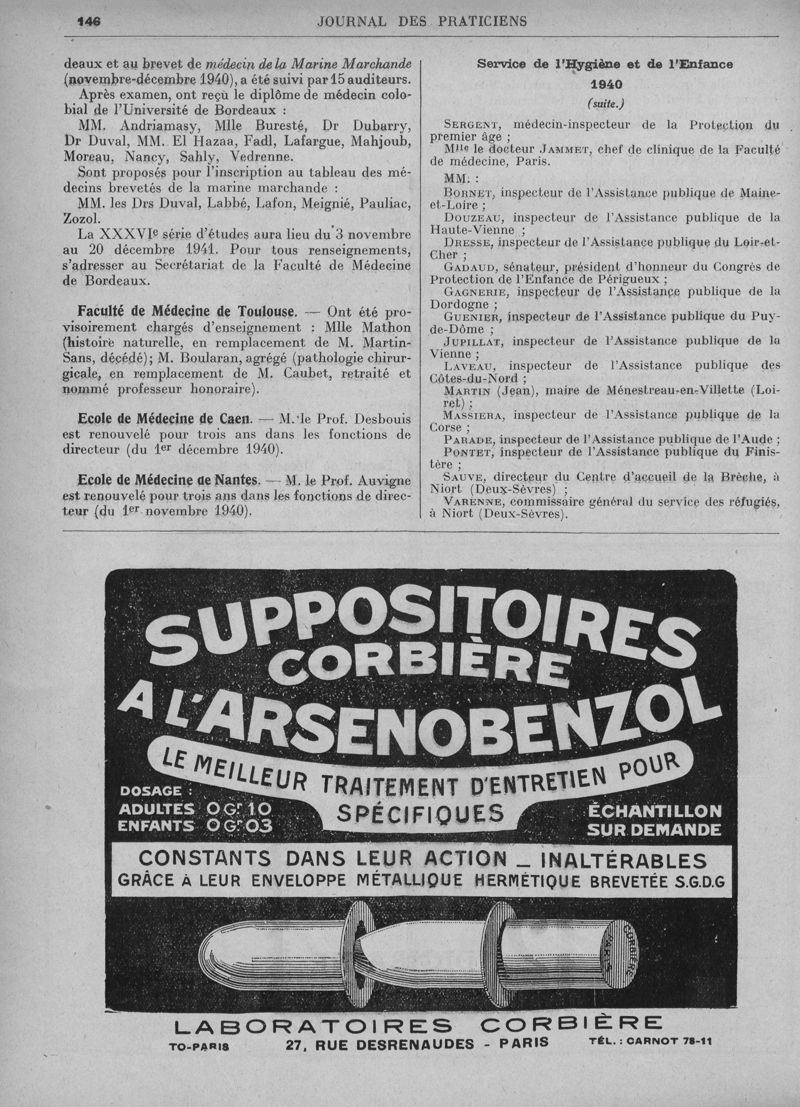 146
JOURNAL DES PRATICIENS
deaux et au brevet de médecin de la Marine Marchande
(novembre-décembre 1940), a été suivi par 15 auditeurs.
Après examen, ont reçu le diplôme de médecin colo-
bial de l'Université de Bordeaux :
MM. Andriamasy, Mlle Buresté, Dr Dubarry,
Dr Duval, MM. El Hazaa, Fadl, Lafargue, Mahjoub,
Moreau, Nancy, Sahly, Vedrenne.
Sont proposés pour l'inscription au tableau des mé-
decins brevetés de la marine marchande :
MM. les Drs Duval, Labbé, Lafon, Meignié, Pauliac,
Zozol.
La XXXVIe série d'études aura lieu du 3 novembre
au 20 décembre 1941. Pour tous renseignements,
s'adresser au Secrétariat de la Faculté de Médecine
de Bordeaux.
Faculté de Médecine de Toulouse. — Ont été pro-
visoirement chargés d'enseignement : Mlle Mathon
(histoire naturelle, en remplacement de M. Martin-
Sans, décédé); M. Boularan, agrégé (pathologie chirur-
gicale, en remplacement de M. Caubet, retraité et
nommé professeur honoraire).
Ecole de Médecine de Caen. — M. le Prof. Desbouis
est renouvelé pour trois ans dans les fonctions de
directeur (du 1er décembre 1940).
Ecole de Médecine de Nantes. — M. le Prof. Auvigne
est renouvelé pour trois ans dans les fonctions de direc-
teur (du 1er novembre 1940).
Service de l'Hygiène et de l'Enfance
1940
(suite.)
SERGENT, médecin-inspecteur de la Protection du
premier âge ;
Mlle le docteur JAMMET, chef de clinique de la Faculté
de médecine, Paris.
MM. :
BORNET, inspecteur de l'Assistance publique de Maine-
et-Loire ;
DOUZEAU, inspecteur de l'Assistance publique de la
Haute-Vienne ;
DRESSE, inspecteur de l'Assistance publique du Loir-et-
Cher ;
GADAUD, sénateur, président d'honneur du Congrès de
Protection de l'Enfance de Périgueux ;
GAGNERIE, inspecteur de l'Assistance publique de la
Dordogne ;
GUENIER, inspecteur de l'Assistance publique du Puy-
de-Dôme ;
JUPILLAT, inspecteur de l'Assistance publique de la
Vienne ;
LAVEAU, inspecteur de l'Assistance publique des
Côtes-du-Nord ;
MARTIN (Jean), maire de Ménestreau-en-Villette (Loi-
ret) ;
MASSIERA, inspecteur de l'Assistance publique de la
Corse ;
PARADE, inspecteur de l'Assistance publique de l'Aude ;
PONTET, inspecteur de l'Assistance publique du Finis-
tère ;
SAUVE, directeur du Centre d'accueil de la Brèche, à
Niort (Deux-Sèvres) ;
VARENNE, commissaire général du service des réfugiés,
à Niort (Deux-Sèvres).
SUPPOSITOIRES
CORBIÈRE
A L'ARSENOBENZOL
LE MEILLEUR TRAITEMENT D'ENTRETIEN POUR
SPÉCIFIQUES
DOSAGE :
ADULTES 0 Gr. 10
ENFANTS 0 Gr. 03
ÉCHANTILLON
SUR DEMANDE
CONSTANTS DANS LEUR ACTION _ INALTÉRABLES
GRÂCE A LEUR ENVELOPPE MÉTALLIQUE HERMÉTIQUE BREVETÉE S.G.D.G
CORBIÈRE
PARIS
LABORATOIRES CORBIÈRE
TO-PARIS
27, RUE DESRENAUDES - PARIS
TÉL. : CARNOT 78-11